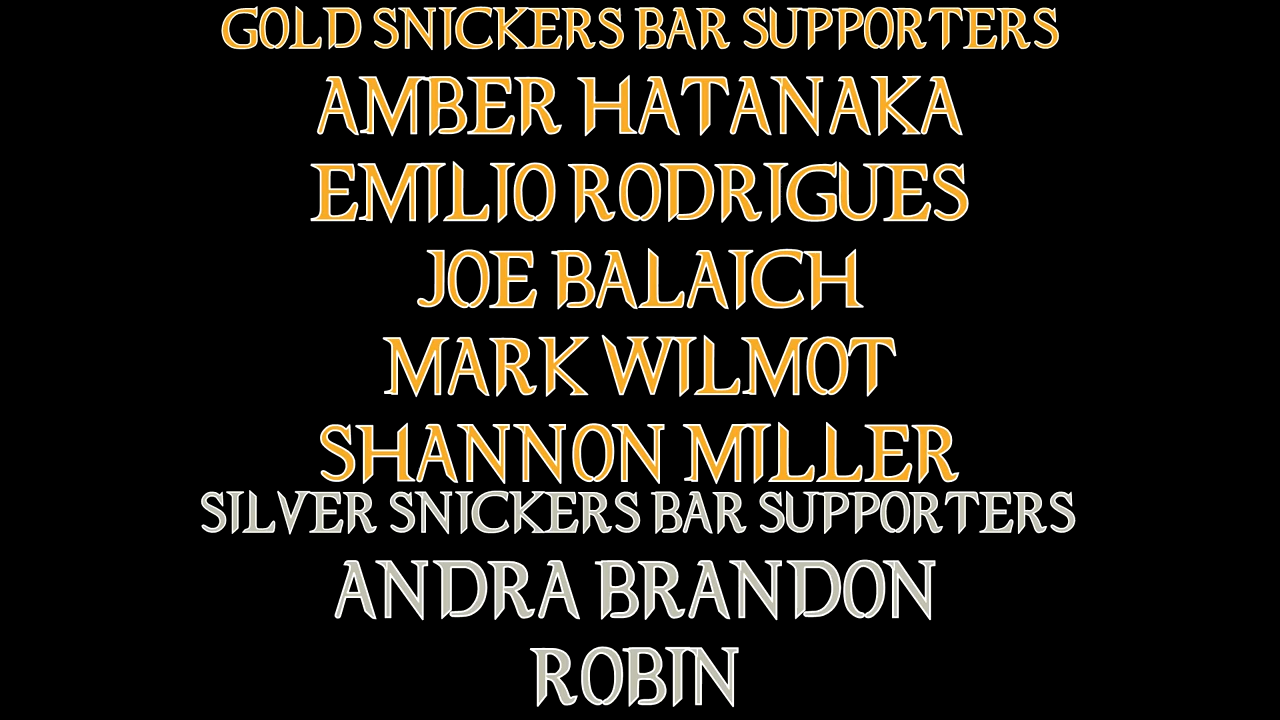 GOLD SNICKERS BAR SUPPORTERS
AMBER HATANAKA
EMILIO RODRIGUES
JOE BALAICH
MARK WILMOT
SHANNON MILLER
SILVER SNICKERS BAR SUPPORTERS
ANDRA BRANDON
ROBIN